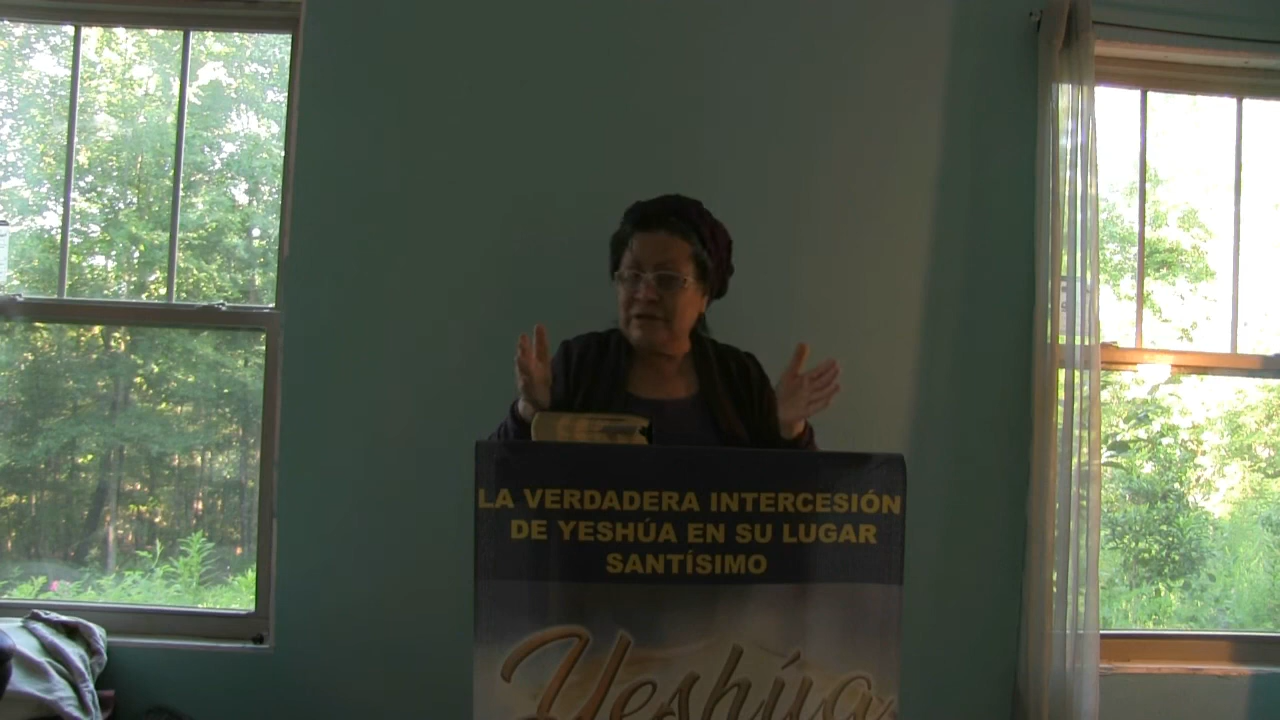 LA VERDADERA INTERCESIÓN
DE YESHÚA EN SU LUGAR
SANTÍSIMO
Yeshúa